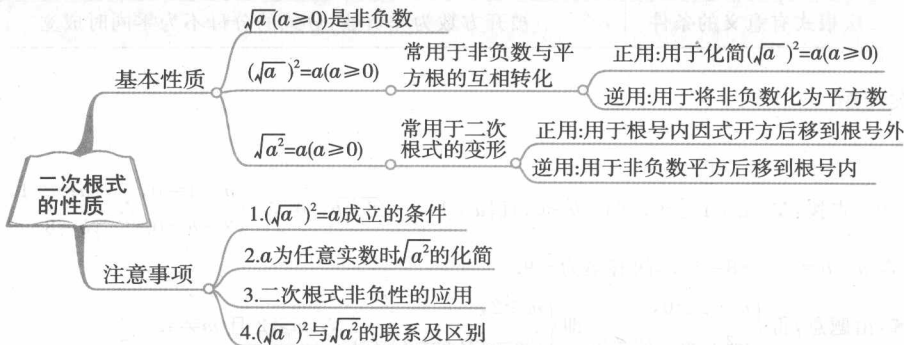 二次根式
的性质
基本性质
√a (a≥0)是非负数
(√a)²=a(a≥0)
常用于非负数与平
方根的互相转化
正用:用于化简(√a)²=a(a≥0)
逆用:用于将非负数化为平方数
√a²=a(a≥0)
常用于二次
根式的变形
正用:用于根号内因式开方后移到根号外
逆用:用于非负数平方后移到根号内
注意事项
1.(√a)²=a成立的条件
2.a为任意实数时√a²的化简
3.二次根式非负性的应用
4.(√a)²与√a²的联系及区别